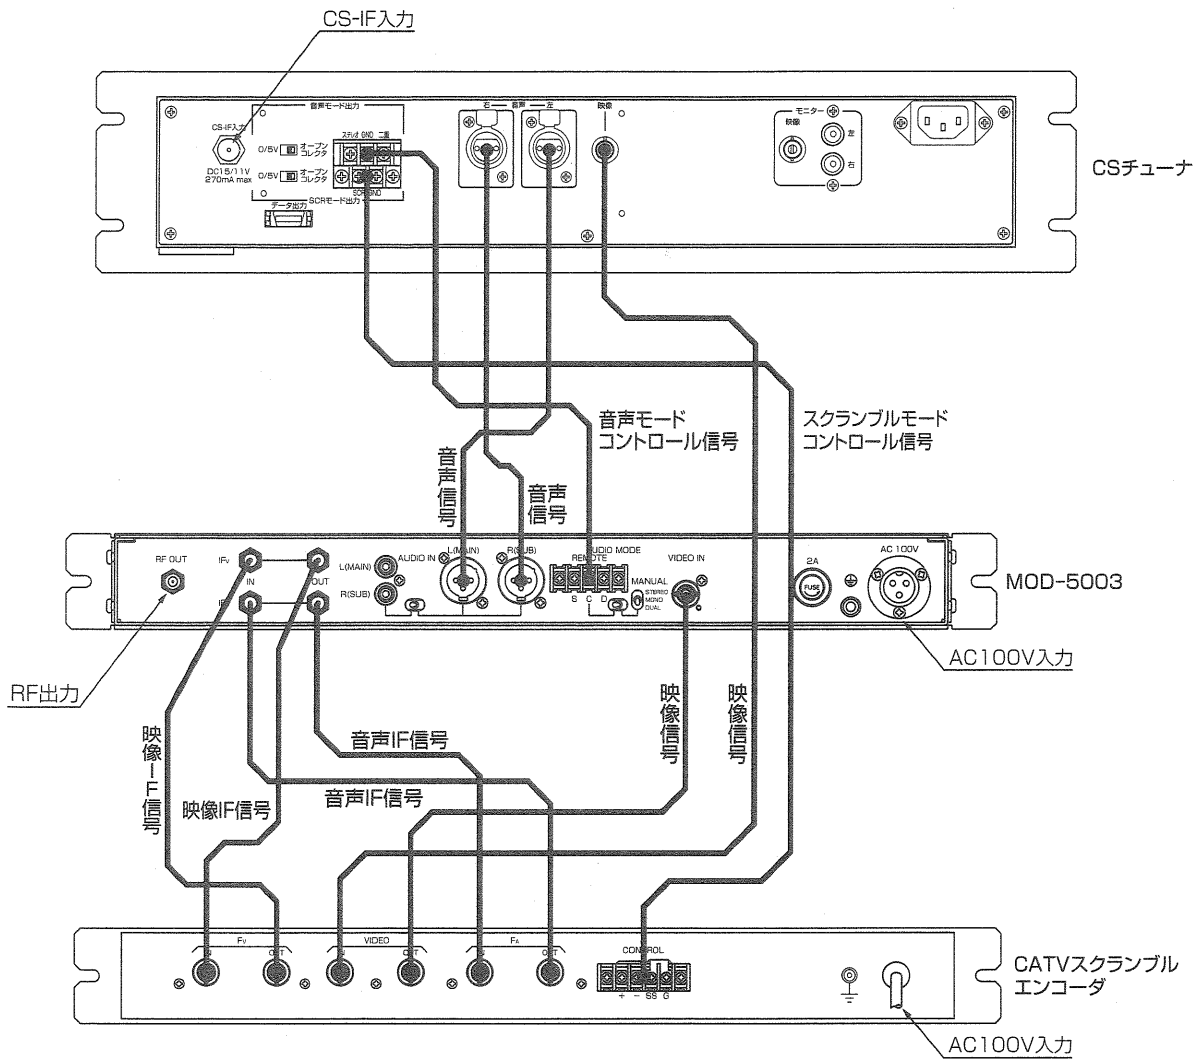 CS-IF入力
音声モード出力
右 音声 左
映像
モニター
CS-IF入力
ステレオ GND 二重
映像
左
O/5V
オープン
コレクタ
右
DC15/11V
270mA max
O/5V
オープン
コレクタ
SCR GND
SCRモード出力
データ出力
CSチューナ
音声モード
コントロール信号
スクランブルモード
コントロール信号
音声信号
音声
信号
RF OUT
IFV
IN
OUT
L(MAIN)
AUDIO IN
L(MAIN)
R(SUB)
AUDIO MODE
REMOTE
VIDEO IN
2A
AC 100V
R(SUB)
S C D
MANUAL
STEREO
MONO
DUAL
FUSE
MOD-5003
AC100V入力
RF出力
映像IF信号
映像IF信号
音声IF信号
音声IF信号
映像信号
映像信号
FV
IN
OUT
VIDEO
IN
OUT
FA
IN
OUT
CONTROL
+ − SS G
CATVスクランブル
エンコーダ
AC100V入力